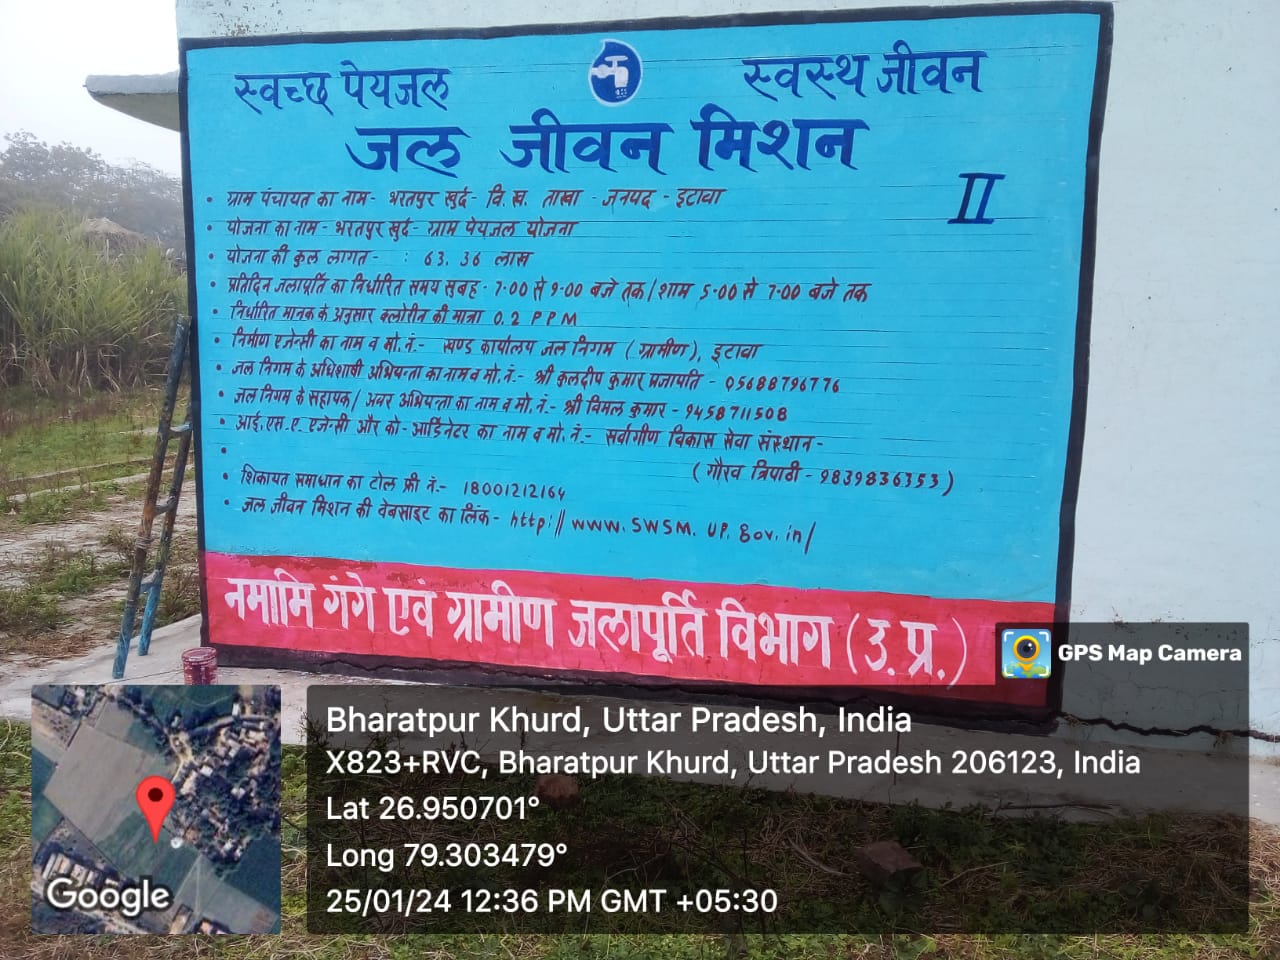 स्वच्छ पेयजल
स्वस्थ जीवन
जल जीवन मिशन
II
• ग्राम पंचायत का नाम- भरतपुर खुर्द- वि.ख. ताखा - जनपद - इटावा
• योजना का नाम - भरतपुर खुर्द- ग्राम पेयजल योजना
• योजना की कुल लागत- : 63.36 लाख
• प्रतिदिन जलापूर्ति का निर्धारित समय सुबह- 7:00 से 9:00 बजे तक/शाम 5:00 से 7:00 बजे तक
• निर्धारित मानक के अनुसार क्लोरीन की मात्रा 0.2 PPM
• निर्माण एजेन्सी का नाम व मो. नं.- खण्ड कार्यालय जल निगम (ग्रामीण), इटावा
• जल निगम के अधिशाषी अभियन्ता का नाम व मो. नं.- श्री कुलदीप कुमार प्रजापति - 05688796776
• जल निगम के सहायक/ अवर अभियन्ता का नाम व मो. नं.- श्री विमल कुमार - 9458711508
• आई.एस.ए. एजेन्सी और को-आर्डिनेटर का नाम व मो. नं.- सर्वांगीण विकास सेवा संस्थान-
(गौरव त्रिपाठी - 9839836353)
• शिकायत समाधान का टोल फ्री नं.- 18001212164
• जल जीवन मिशन की वेबसाइट का लिंक- http://www.swsm.up.gov.in/
नमामि गंगे एवं ग्रामीण जलापूर्ति विभाग (उ.प्र.)
GPS Map Camera
Bharatpur Khurd, Uttar Pradesh, India
X823+RVC, Bharatpur Khurd, Uttar Pradesh 206123, India
Lat 26.950701°
Long 79.303479°
25/01/24 12:36 PM GMT +05:30
Google